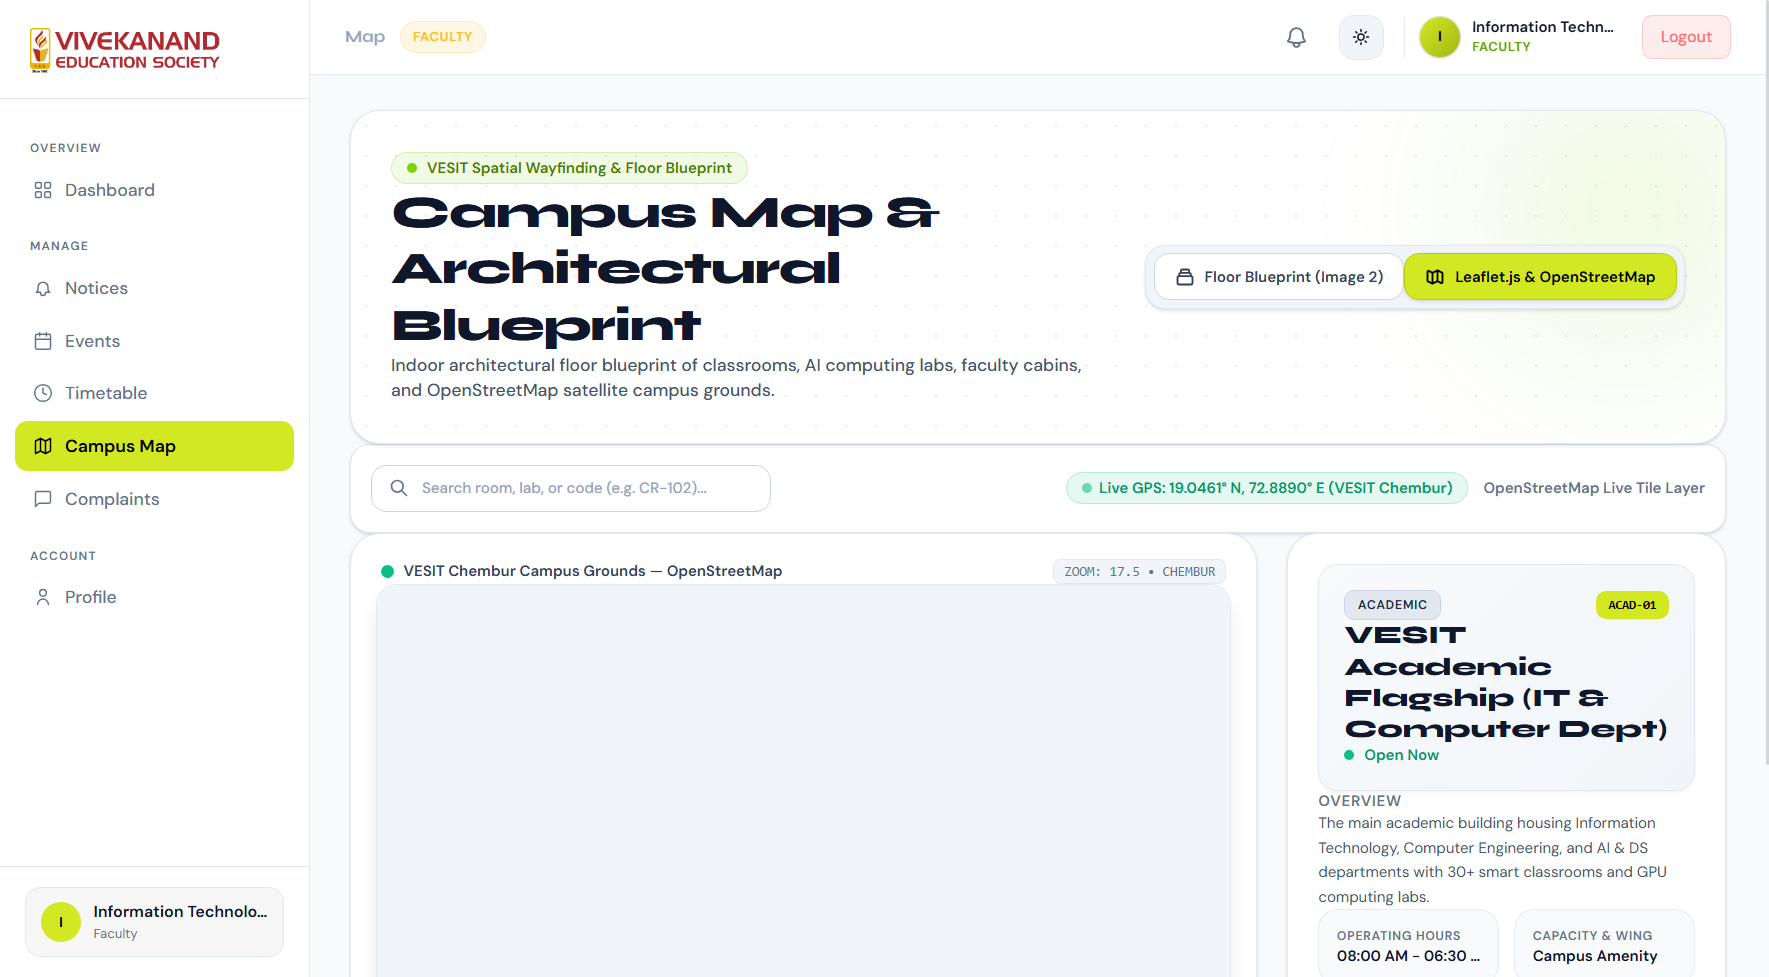 VIVEKANAND
EDUCATION SOCIETY
Since 1962
OVERVIEW
Dashboard
MANAGE
Notices
Events
Timetable
Campus Map
Complaints
ACCOUNT
Profile
I
Information Technolo...
Faculty
Map
FACULTY
I
Information Techn...
FACULTY
Logout
VESIT Spatial Wayfinding & Floor Blueprint
Campus Map &
Architectural
Blueprint
Indoor architectural floor blueprint of classrooms, AI computing labs, faculty cabins,
and OpenStreetMap satellite campus grounds.
Floor Blueprint (Image 2)
Leaflet.js & OpenStreetMap
Search room, lab, or code (e.g. CR-102)...
Live GPS: 19.0461° N, 72.8890° E (VESIT Chembur)
OpenStreetMap Live Tile Layer
VESIT Chembur Campus Grounds — OpenStreetMap
ZOOM: 17.5 • CHEMBUR
ACADEMIC
ACAD-01
VESIT
Academic
Flagship (IT &
Computer Dept)
Open Now
OVERVIEW
The main academic building housing Information
Technology, Computer Engineering, and AI & DS
departments with 30+ smart classrooms and GPU
computing labs.
OPERATING HOURS
08:00 AM - 06:30 ...
CAPACITY & WING
Campus Amenity